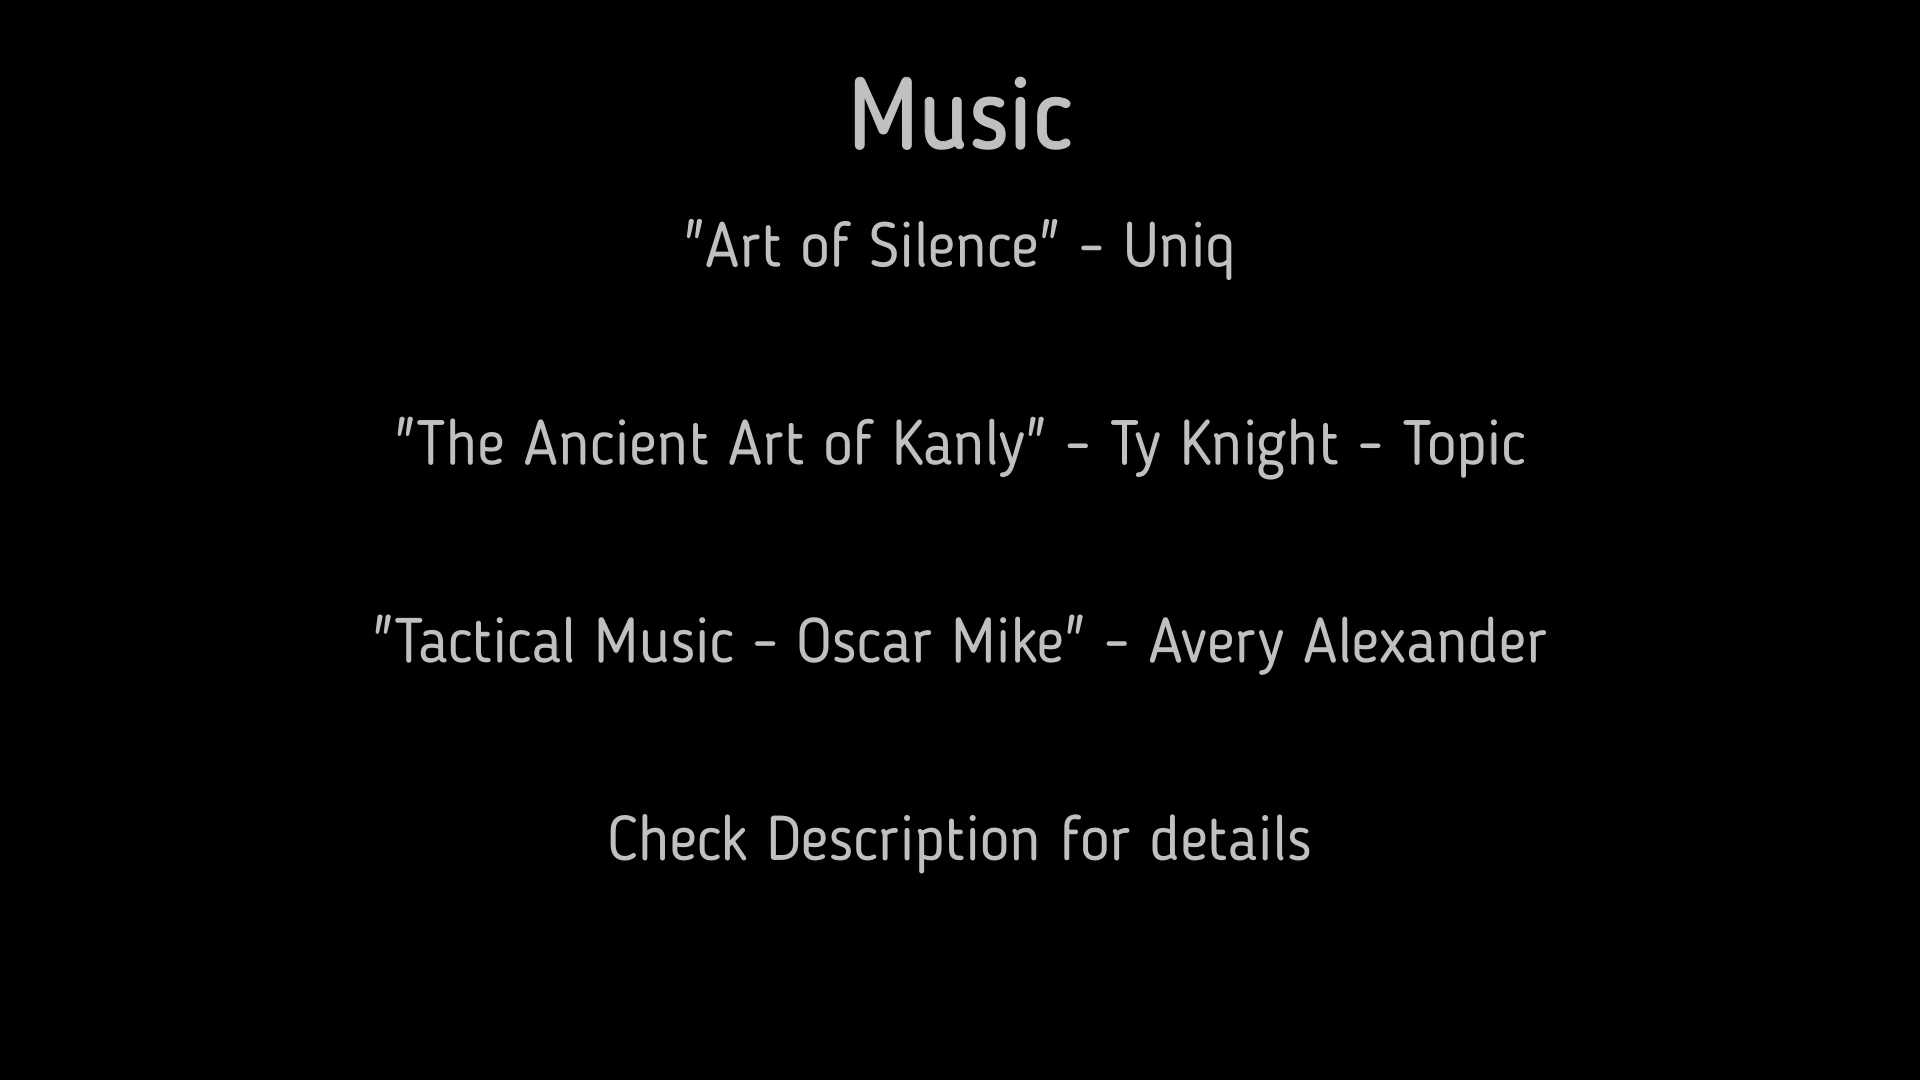 Music
"Art of Silence" - Uniq
"The Ancient Art of Kanly" - Ty Knight - Topic
"Tactical Music - Oscar Mike" - Avery Alexander
Check Description for details